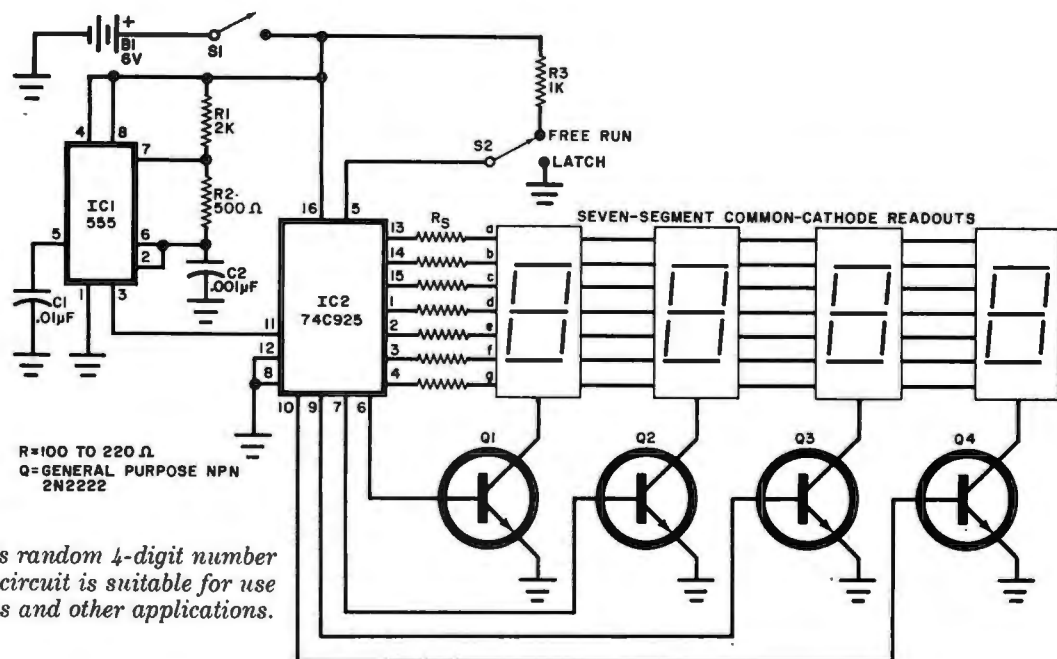 +
B1
6V
S1
R3
1K
FREE RUN
S2
LATCH
4
8
7
R1
2K
R2
500 Ω
IC1
555
5
6
2
1
3
C1
.01µF
C2
.001µF
16
5
SEVEN-SEGMENT COMMON-CATHODE READOUTS
RS
13
a
14
b
15
c
1
d
2
e
3
f
4
g
IC2
74C925
11
12
8
10
9
7
6
Q1
Q2
Q3
Q4
R=100 TO 220 Ω
Q=GENERAL PURPOSE NPN
2N2222
s random 4-digit number
circuit is suitable for use
s and other applications.